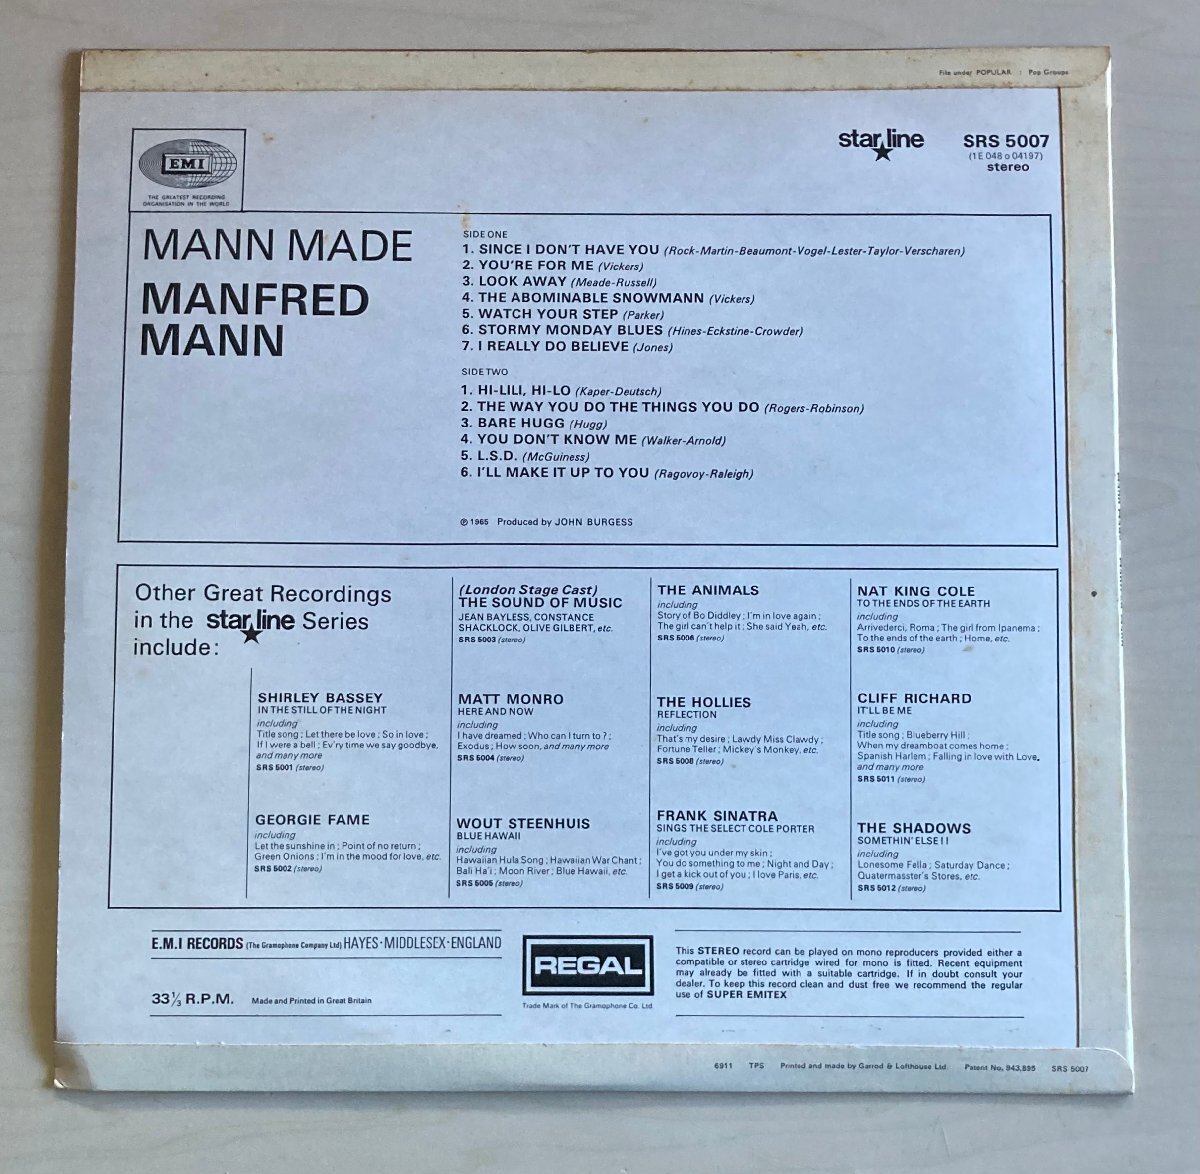 File under POPULAR : Pop Groups
star line
SRS 5007
(1E 048 o 04197)
stereo
EMI
THE GREATEST RECORDING
ORGANISATION IN THE WORLD
MANN MADE
MANFRED
MANN
SIDE ONE
1. SINCE I DON'T HAVE YOU (Rock-Martin-Beaumont-Vogel-Lester-Taylor-Verscharen)
2. YOU'RE FOR ME (Vickers)
3. LOOK AWAY (Meade-Russell)
4. THE ABOMINABLE SNOWMANN (Vickers)
5. WATCH YOUR STEP (Parker)
6. STORMY MONDAY BLUES (Hines-Eckstine-Crowder)
7. I REALLY DO BELIEVE (Jones)
SIDE TWO
1. HI-LILI, HI-LO (Kaper-Deutsch)
2. THE WAY YOU DO THE THINGS YOU DO (Rogers-Robinson)
3. BARE HUGG (Hugg)
4. YOU DON'T KNOW ME (Walker-Arnold)
5. L.S.D. (McGuiness)
6. I'LL MAKE IT UP TO YOU (Ragovoy-Raleigh)
℗ 1965 Produced by JOHN BURGESS
Other Great Recordings
in the star line Series
include:
SHIRLEY BASSEY
IN THE STILL OF THE NIGHT
including
Title song; Let there be love; So in love;
If I were a bell; Ev'ry time we say goodbye,
and many more
SRS 5001 (stereo)
GEORGIE FAME
including
Let the sunshine in; Point of no return;
Green Onions; I'm in the mood for love, etc.
SRS 5002 (stereo)
(London Stage Cast)
THE SOUND OF MUSIC
JEAN BAYLESS, CONSTANCE
SHACKLOCK, OLIVE GILBERT, etc.
SRS 5003 (stereo)
MATT MONRO
HERE AND NOW
including
I have dreamed; Who can I turn to?;
Exodus; How soon, and many more
SRS 5004 (stereo)
WOUT STEENHUIS
BLUE HAWAII
including
Hawaiian Hula Song; Hawaiian War Chant;
Bali Ha'i; Moon River; Blue Hawaii, etc.
SRS 5005 (stereo)
THE ANIMALS
including
Story of Bo Diddley; I'm in love again;
The girl can't help it; She said Yeah, etc.
SRS 5006 (stereo)
THE HOLLIES
REFLECTION
including
That's my desire; Lawdy Miss Clawdy;
Fortune Teller; Mickey's Monkey, etc.
SRS 5008 (stereo)
FRANK SINATRA
SINGS THE SELECT COLE PORTER
including
I've got you under my skin;
You do something to me; Night and Day;
I get a kick out of you; I love Paris, etc.
SRS 5009 (stereo)
NAT KING COLE
TO THE ENDS OF THE EARTH
including
Arrivederci, Roma; The girl from Ipanema;
To the ends of the earth; Home, etc.
SRS 5010 (stereo)
CLIFF RICHARD
IT'LL BE ME
including
Title song; Blueberry Hill;
When my dreamboat comes home;
Spanish Harlem; Falling in love with Love,
and many more
SRS 5011 (stereo)
THE SHADOWS
SOMETHIN' ELSE!!
including
Lonesome Fella; Saturday Dance;
Quatermasster's Stores, etc.
SRS 5012 (stereo)
E.M.I RECORDS (The Gramophone Company Ltd) HAYES·MIDDLESEX·ENGLAND
33⅓ R.P.M. Made and Printed in Great Britain
REGAL
Trade Mark of The Gramophone Co. Ltd.
This STEREO record can be played on mono reproducers provided either a
compatible or stereo cartridge wired for mono is fitted. Recent equipment
may already be fitted with a suitable cartridge. If in doubt consult your
dealer. To keep this record clean and dust free we recommend the regular
use of SUPER EMITEX
6911 TPS Printed and made by Garrod & Lofthouse Ltd. Patent No. 943,895 SRS 5007